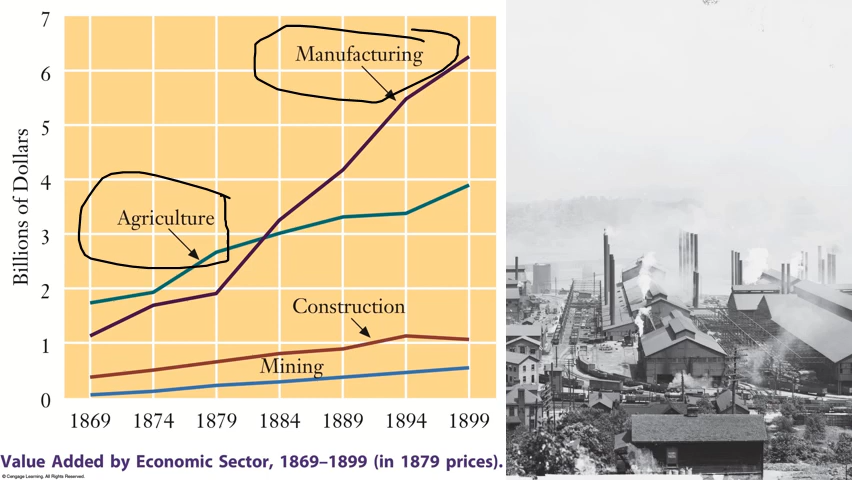 7
6
5
4
3
2
1
0
Billions of Dollars
Manufacturing
Agriculture
Construction
Mining
1869 1874 1879 1884 1889 1894 1899
Value Added by Economic Sector, 1869–1899 (in 1879 prices).
© Cengage Learning. All Rights Reserved.